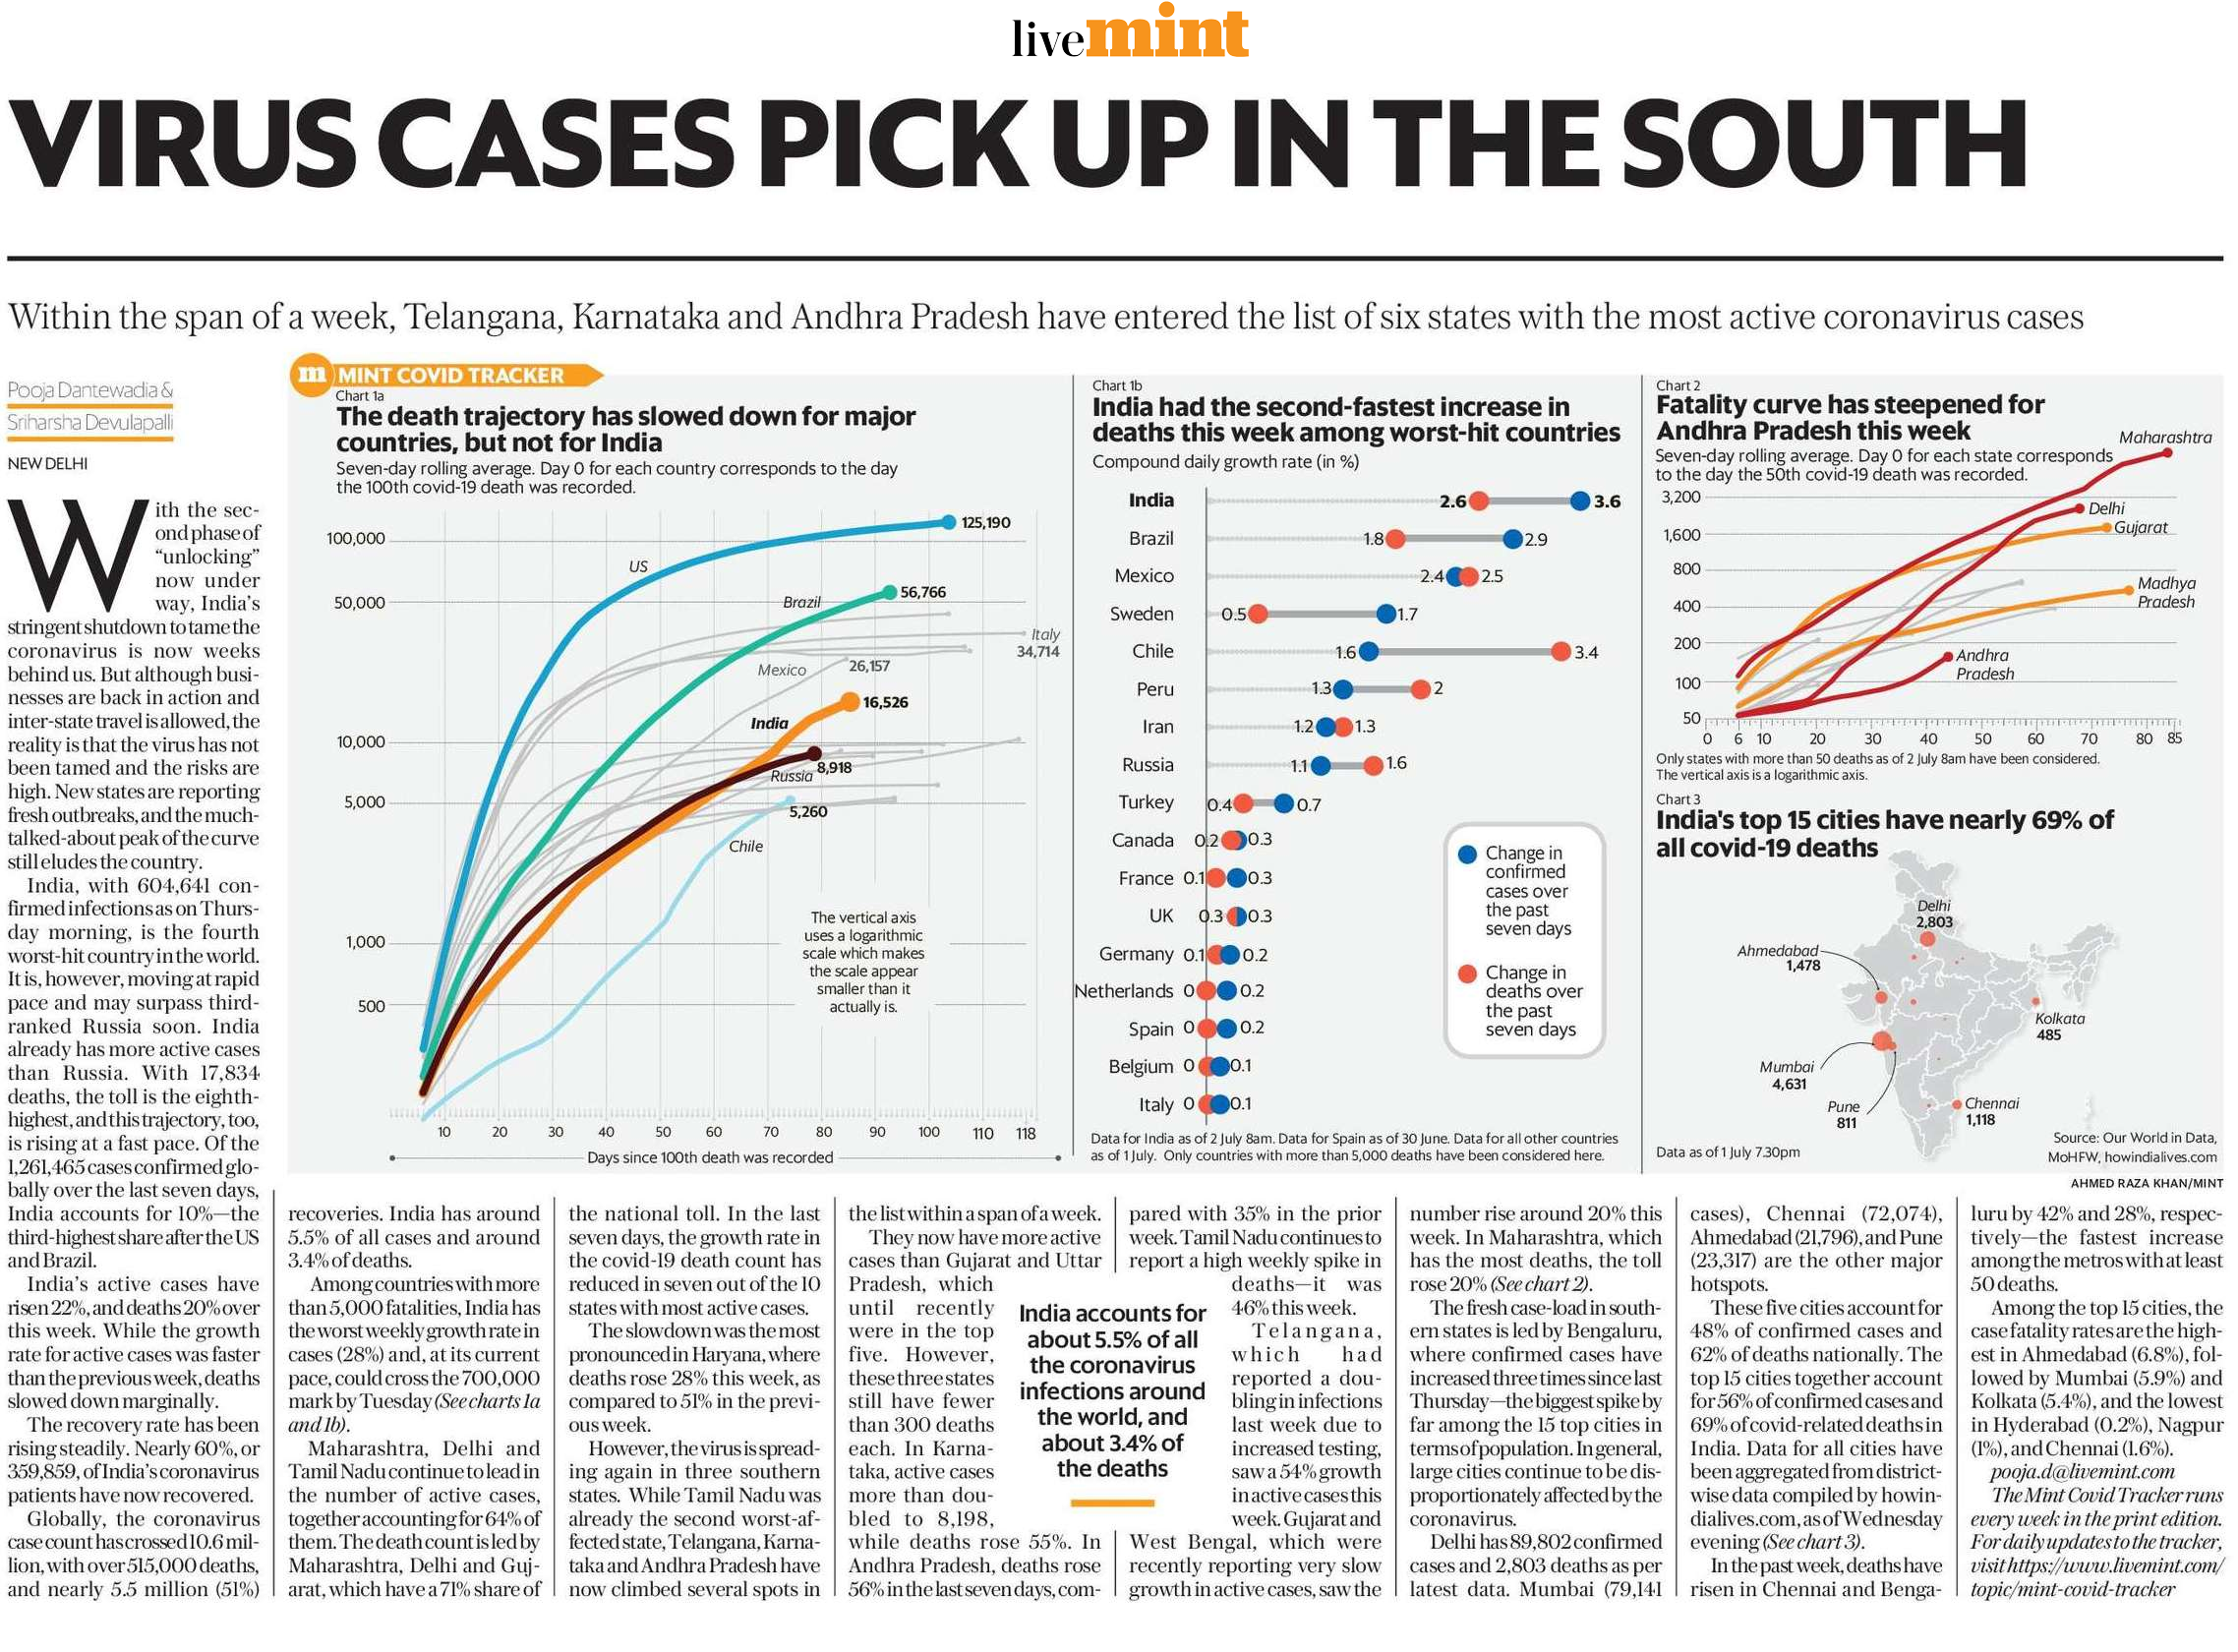 livemint
VIRUS CASES PICK UP IN THE SOUTH
Within the span of a week, Telangana, Karnataka and Andhra Pradesh have entered the list of six states with the most active coronavirus cases
Pooja Dantewadia &
Sriharsha Devulapalli
NEW DELHI
With the sec-
ond phase of
“unlocking”
now under
way, India’s
stringent shutdown to tame the
coronavirus is now weeks
behind us. But although busi-
nesses are back in action and
inter-state travel is allowed, the
reality is that the virus has not
been tamed and the risks are
high. New states are reporting
fresh outbreaks, and the much-
talked-about peak of the curve
still eludes the country.
India, with 604,641 con-
firmed infections as on Thurs-
day morning, is the fourth
worst-hit country in the world.
It is, however, moving at rapid
pace and may surpass third-
ranked Russia soon. India
already has more active cases
than Russia. With 17,834
deaths, the toll is the eighth-
highest, and this trajectory, too,
is rising at a fast pace. Of the
1,261,465 cases confirmed glo-
bally over the last seven days,
India accounts for 10%—the
third-highest share after the US
and Brazil.
India’s active cases have
risen 22%, and deaths 20% over
this week. While the growth
rate for active cases was faster
than the previous week, deaths
slowed down marginally.
The recovery rate has been
rising steadily. Nearly 60%, or
359,859, of India’s coronavirus
patients have now recovered.
Globally, the coronavirus
case count has crossed 10.6 mil-
lion, with over 515,000 deaths,
and nearly 5.5 million (51%)
m MINT COVID TRACKER
Chart 1a
The death trajectory has slowed down for major
countries, but not for India
Seven-day rolling average. Day 0 for each country corresponds to the day
the 100th covid-19 death was recorded.
100,000
50,000
10,000
5,000
1,000
500
US
125,190
Brazil
56,766
Italy
34,714
Mexico
26,157
India
16,526
Russia
8,918
5,260
Chile
The vertical axis
uses a logarithmic
scale which makes
the scale appear
smaller than it
actually is.
10 20 30 40 50 60 70 80 90 100 110 118
Days since 100th death was recorded
Chart 1b
India had the second-fastest increase in
deaths this week among worst-hit countries
Compound daily growth rate (in %)
India 2.6 3.6
Brazil 1.8 2.9
Mexico 2.4 2.5
Sweden 0.5 1.7
Chile 1.6 3.4
Peru 1.3 2
Iran 1.2 1.3
Russia 1.1 1.6
Turkey 0.4 0.7
Canada 0.2 0.3
France 0.1 0.3
UK 0.3 0.3
Germany 0.1 0.2
Netherlands 0 0.2
Spain 0 0.2
Belgium 0 0.1
Italy 0 0.1
Change in
confirmed
cases over
the past
seven days
Change in
deaths over
the past
seven days
Data for India as of 2 July 8am. Data for Spain as of 30 June. Data for all other countries
as of 1 July. Only countries with more than 5,000 deaths have been considered here.
Chart 2
Fatality curve has steepened for
Andhra Pradesh this week
Seven-day rolling average. Day 0 for each state corresponds
to the day the 50th covid-19 death was recorded.
3,200
1,600
800
400
200
100
50
Maharashtra
Delhi
Gujarat
Madhya
Pradesh
Andhra
Pradesh
0 6 10 20 30 40 50 60 70 80 85
Only states with more than 50 deaths as of 2 July 8am have been considered.
The vertical axis is a logarithmic axis.
Chart 3
India's top 15 cities have nearly 69% of
all covid-19 deaths
Delhi
2,803
Ahmedabad
1,478
Kolkata
485
Mumbai
4,631
Pune
811
Chennai
1,118
Data as of 1 July 7.30pm
Source: Our World in Data,
MoHFW, howindialives.com
AHMED RAZA KHAN/MINT
recoveries. India has around
5.5% of all cases and around
3.4% of deaths.
Among countries with more
than 5,000 fatalities, India has
the worst weekly growth rate in
cases (28%) and, at its current
pace, could cross the 700,000
mark by Tuesday (See charts 1a
and 1b).
Maharashtra, Delhi and
Tamil Nadu continue to lead in
the number of active cases,
together accounting for 64% of
them. The death count is led by
Maharashtra, Delhi and Guj-
arat, which have a 71% share of
the national toll. In the last
seven days, the growth rate in
the covid-19 death count has
reduced in seven out of the 10
states with most active cases.
The slowdown was the most
pronounced in Haryana, where
deaths rose 28% this week, as
compared to 51% in the previ-
ous week.
However, the virus is spread-
ing again in three southern
states. While Tamil Nadu was
already the second worst-af-
fected state, Telangana, Karna-
taka and Andhra Pradesh have
now climbed several spots in
the list within a span of a week.
They now have more active
cases than Gujarat and Uttar
Pradesh, which
until recently
were in the top
five. However,
these three states
still have fewer
than 300 deaths
each. In Karna-
taka, active cases
more than dou-
bled to 8,198,
while deaths rose 55%. In
Andhra Pradesh, deaths rose
56% in the last seven days, com-
India accounts for
about 5.5% of all
the coronavirus
infections around
the world, and
about 3.4% of
the deaths
pared with 35% in the prior
week. Tamil Nadu continues to
report a high weekly spike in
deaths—it was
46% this week.
Telangana,
which had
reported a dou-
bling in infections
last week due to
increased testing,
saw a 54% growth
in active cases this
week. Gujarat and
West Bengal, which were
recently reporting very slow
growth in active cases, saw the
number rise around 20% this
week. In Maharashtra, which
has the most deaths, the toll
rose 20% (See chart 2).
The fresh case-load in south-
ern states is led by Bengaluru,
where confirmed cases have
increased three times since last
Thursday—the biggest spike by
far among the 15 top cities in
terms of population. In general,
large cities continue to be dis-
proportionately affected by the
coronavirus.
Delhi has 89,802 confirmed
cases and 2,803 deaths as per
latest data. Mumbai (79,141
cases), Chennai (72,074),
Ahmedabad (21,796), and Pune
(23,317) are the other major
hotspots.
These five cities account for
48% of confirmed cases and
62% of deaths nationally. The
top 15 cities together account
for 56% of confirmed cases and
69% of covid-related deaths in
India. Data for all cities have
been aggregated from district-
wise data compiled by howin-
dialives.com, as of Wednesday
evening (See chart 3).
In the past week, deaths have
risen in Chennai and Benga-
luru by 42% and 28%, respec-
tively—the fastest increase
among the metros with at least
50 deaths.
Among the top 15 cities, the
case fatality rates are the high-
est in Ahmedabad (6.8%), fol-
lowed by Mumbai (5.9%) and
Kolkata (5.4%), and the lowest
in Hyderabad (0.2%), Nagpur
(1%), and Chennai (1.6%).
pooja.d@livemint.com
The Mint Covid Tracker runs
every week in the print edition.
For daily updates to the tracker,
visit https://www.livemint.com/
topic/mint-covid-tracker